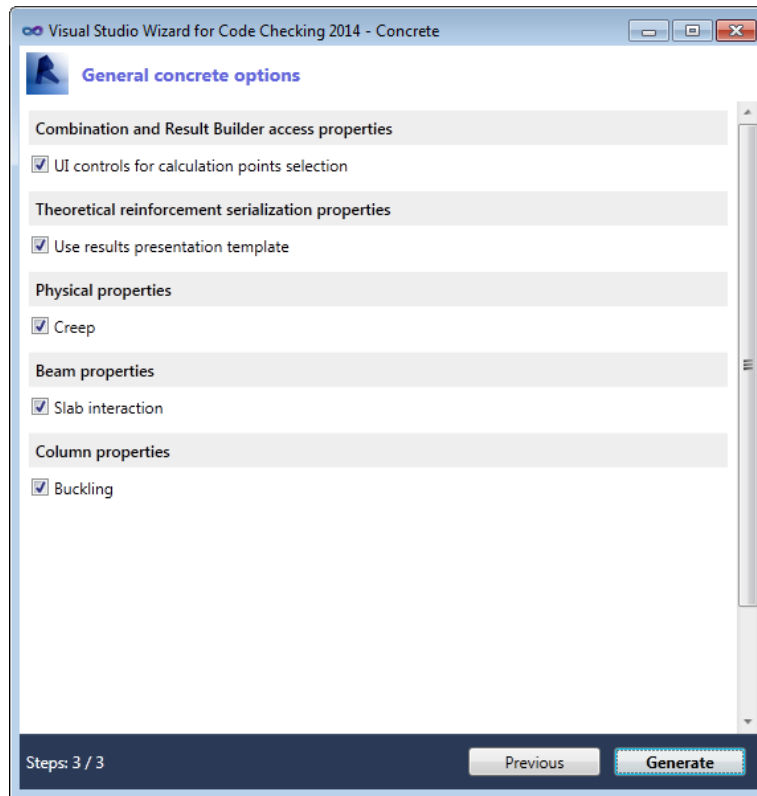 Visual Studio Wizard for Code Checking 2014 - Concrete
General concrete options
Combination and Result Builder access properties
UI controls for calculation points selection
Theoretical reinforcement serialization properties
Use results presentation template
Physical properties
Creep
Beam properties
Slab interaction
Column properties
Buckling
Steps: 3 / 3
Previous
Generate